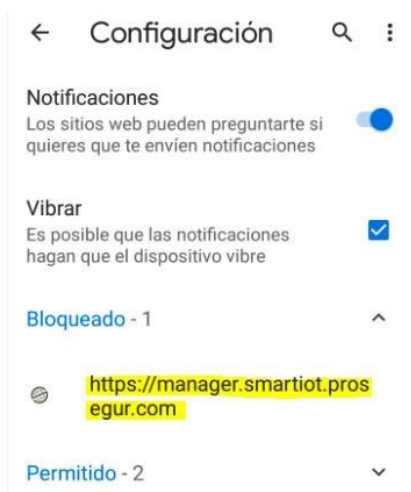 Configuración
Notificaciones
Los sitios web pueden preguntarte si
quieres que te envíen notificaciones
Vibrar
Es posible que las notificaciones
hagan que el dispositivo vibre
Bloqueado - 1
https://manager.smartiot.pros
egur.com
Permitido - 2